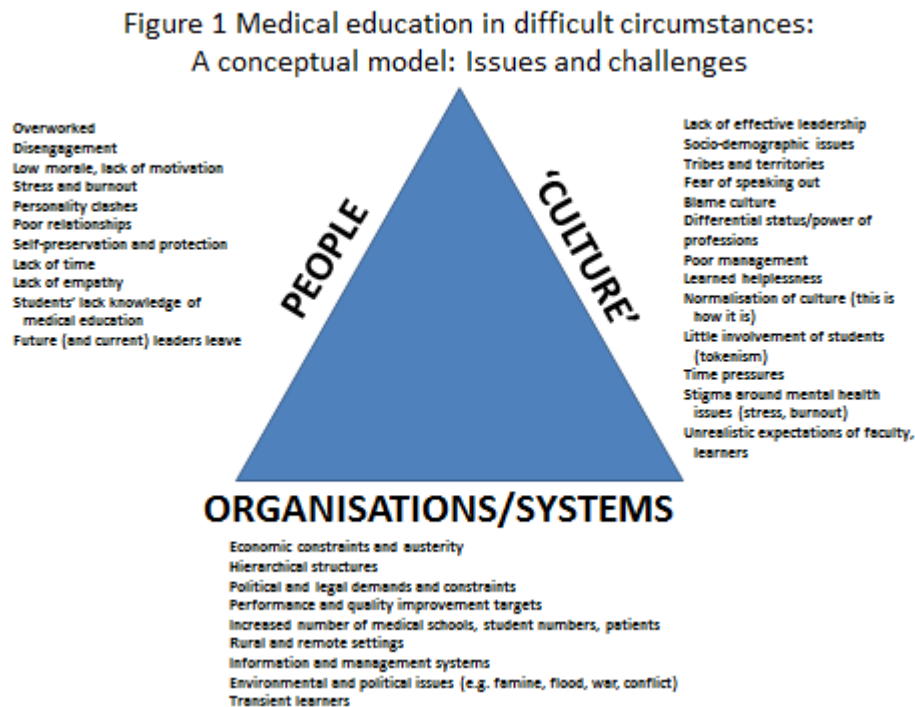 Figure 1 Medical education in difficult circumstances:
A conceptual model: Issues and challenges
Overworked
Disengagement
Low morale, lack of motivation
Stress and burnout
Personality clashes
Poor relationships
Self-preservation and protection
Lack of time
Lack of empathy
Students' lack knowledge of
medical education
Future (and current) leaders leave
PEOPLE
'CULTURE'
Lack of effective leadership
Socio-demographic issues
Tribes and territories
Fear of speaking out
Blame culture
Differential status/power of
professions
Poor management
Learned helplessness
Normalisation of culture (this is
how it is)
Little involvement of students
(tokenism)
Time pressures
Stigma around mental health
issues (stress, burnout)
Unrealistic expectations of faculty,
learners
ORGANISATIONS/SYSTEMS
Economic constraints and austerity
Hierarchical structures
Political and legal demands and constraints
Performance and quality improvement targets
Increased number of medical schools, student numbers, patients
Rural and remote settings
Information and management systems
Environmental and political issues (e.g. famine, flood, war, conflict)
Transient learners